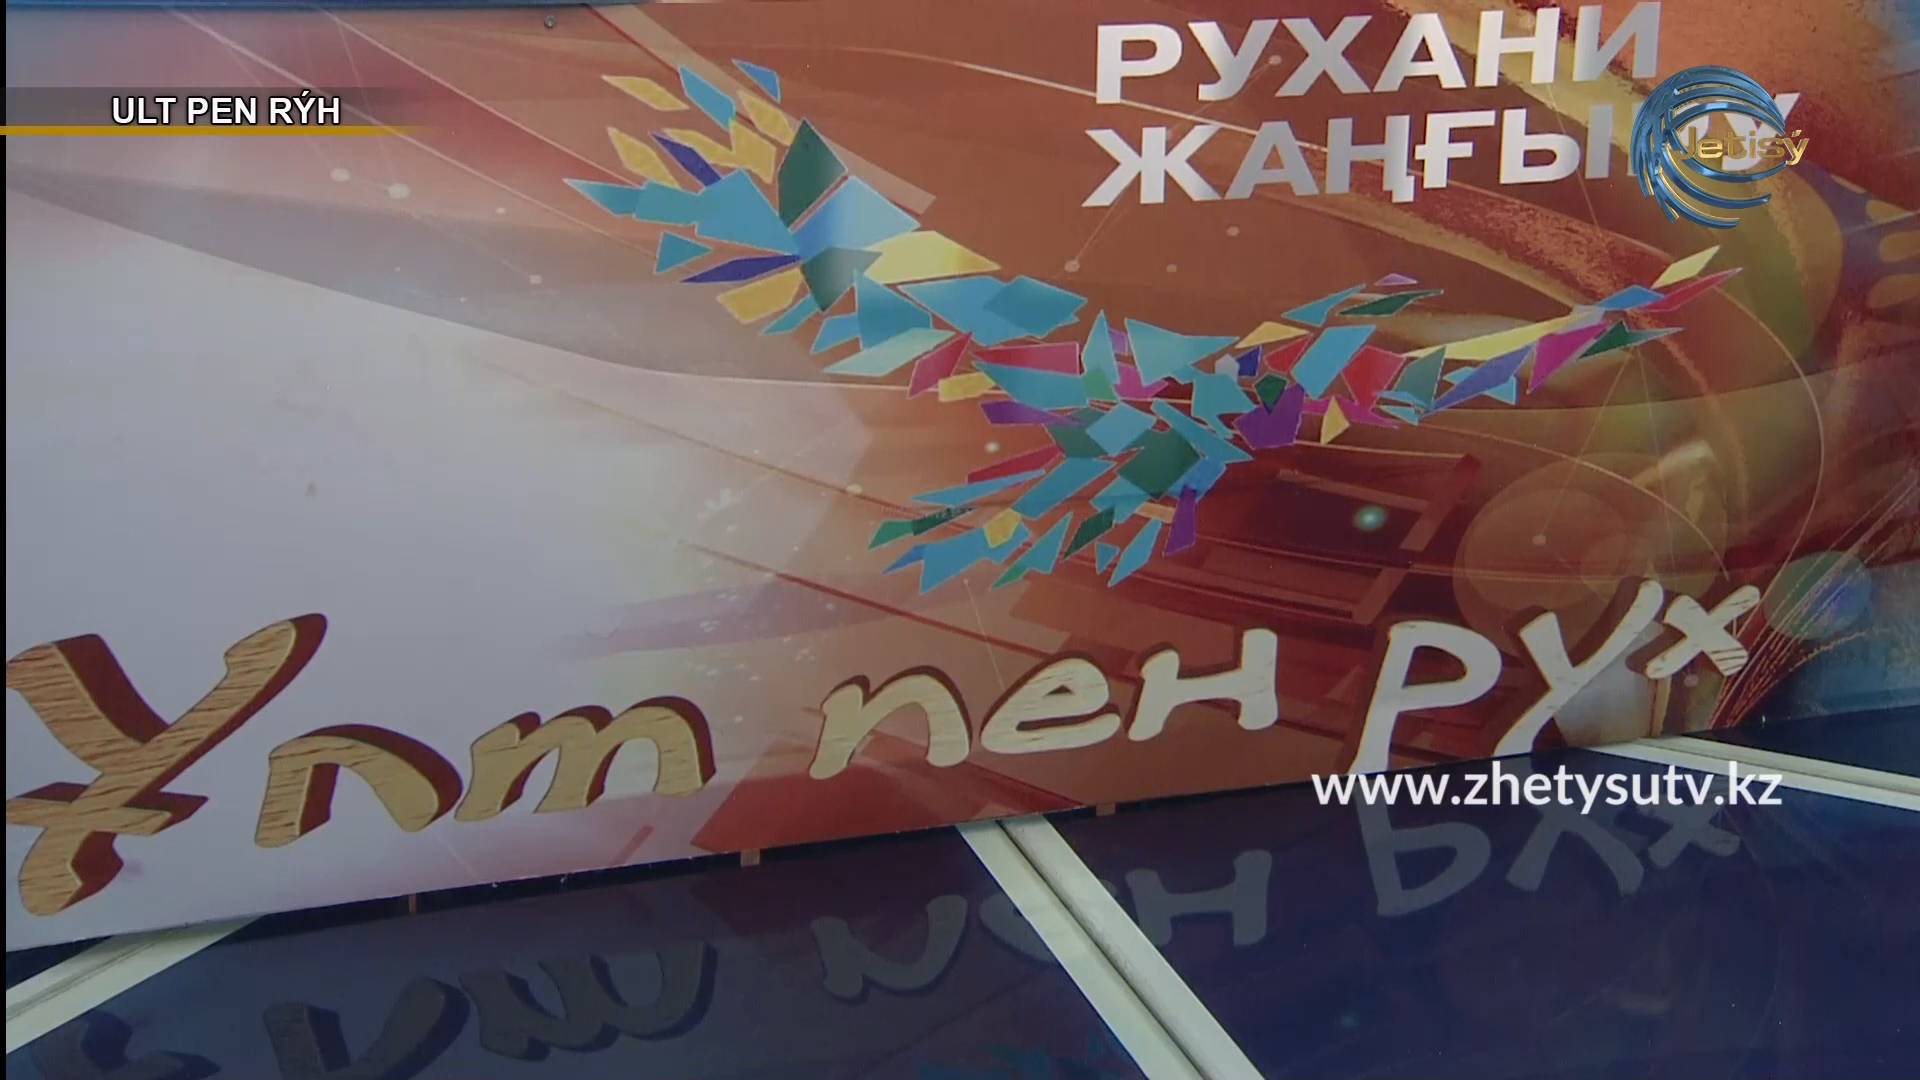 РУХАНИ
ULT PEN RÝH
ЖАҢҒЫРУ
Jetisý
Ұлт пен рух
www.zhetysutv.kz